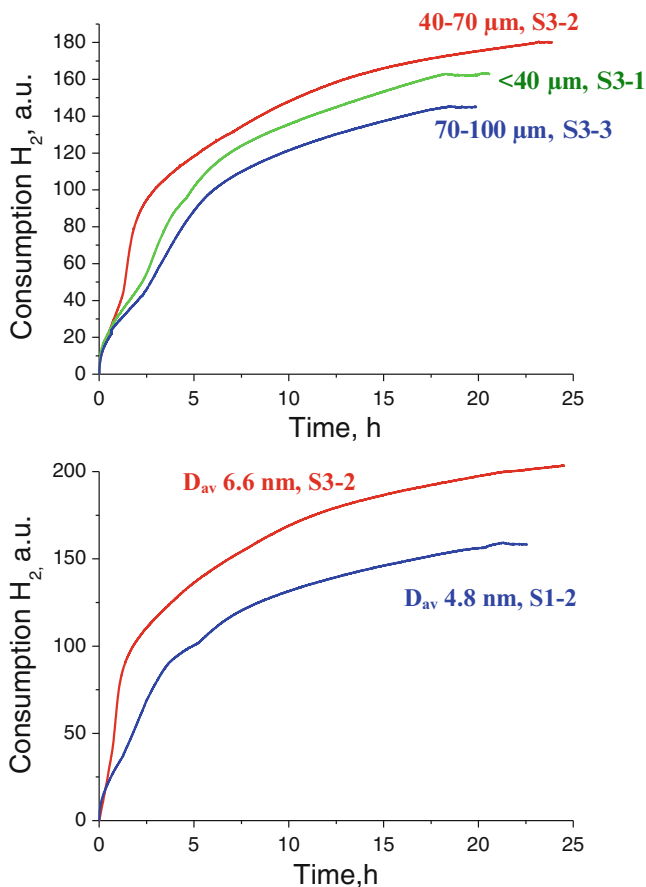 40-70 μm, S3-2
<40 μm, S3-1
70-100 μm, S3-3
Consumption H₂, a.u.
180
160
140
120
100
80
60
40
20
0
0 5 10 15 20 25
Time, h
Dav 6.6 nm, S3-2
Dav 4.8 nm, S1-2
Consumption H₂, a.u.
200
150
100
50
0
0 5 10 15 20 25
Time,h